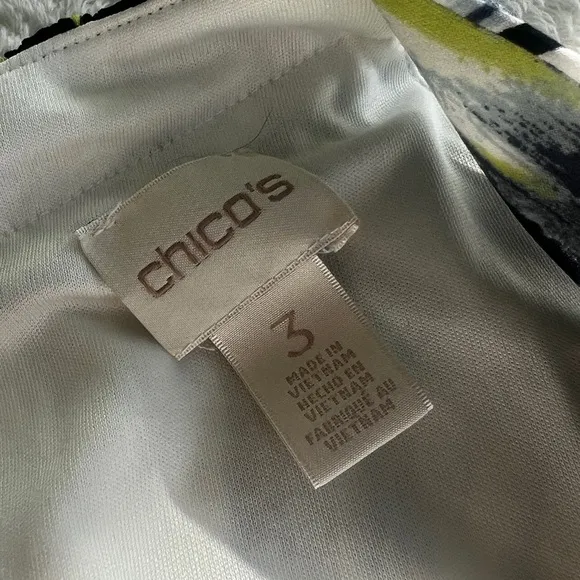 chico's
3
MADE IN
VIETNAM
HECHO EN
VIETNAM
FABRIQUÉ AU
VIETNAM